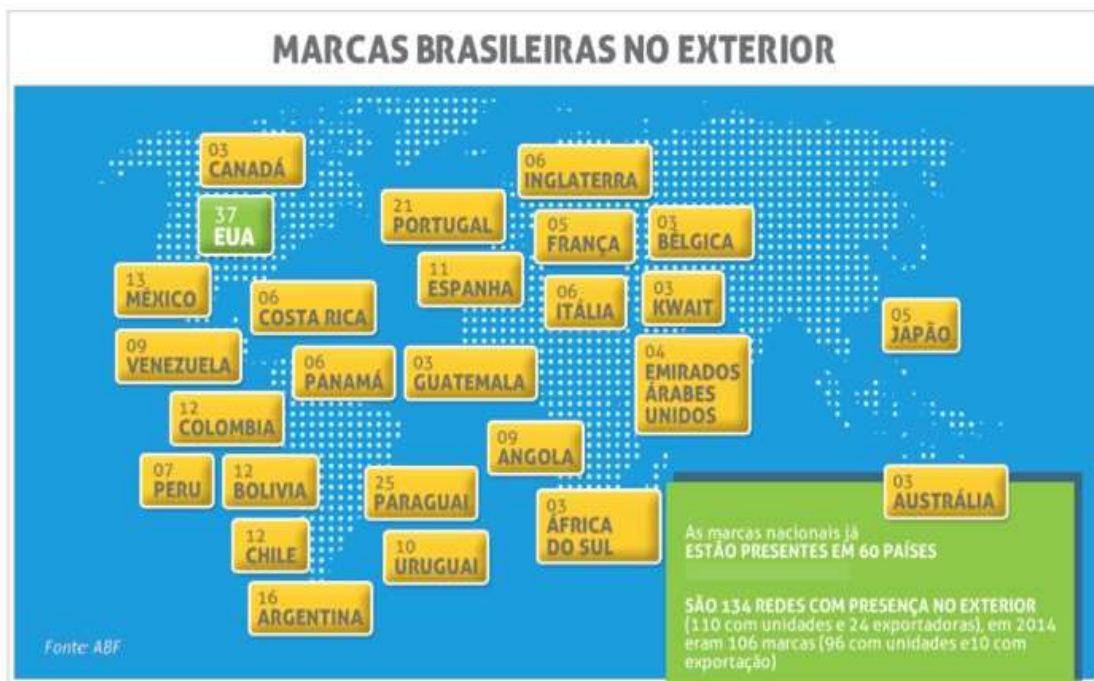 MARCAS BRASILEIRAS NO EXTERIOR
03
CANADÁ
37
EUA
13
MÉXICO
06
COSTA RICA
09
VENEZUELA
06
PANAMÁ
03
GUATEMALA
12
COLOMBIA
07
PERU
12
BOLIVIA
12
CHILE
16
ARGENTINA
25
PARAGUAI
10
URUGUAI
21
PORTUGAL
11
ESPANHA
06
INGLATERRA
05
FRANÇA
03
BÉLGICA
06
ITÁLIA
03
KWAIT
04
EMIRADOS
ÁRABES
UNIDOS
09
ANGOLA
03
ÁFRICA
DO SUL
05
JAPÃO
03
AUSTRÁLIA
As marcas nacionais já
ESTÃO PRESENTES EM 60 PAÍSES
SÃO 134 REDES COM PRESENÇA NO EXTERIOR
(110 com unidades e 24 exportadoras), em 2014
eram 106 marcas (96 com unidades e10 com
exportação)
Fonte: ABF